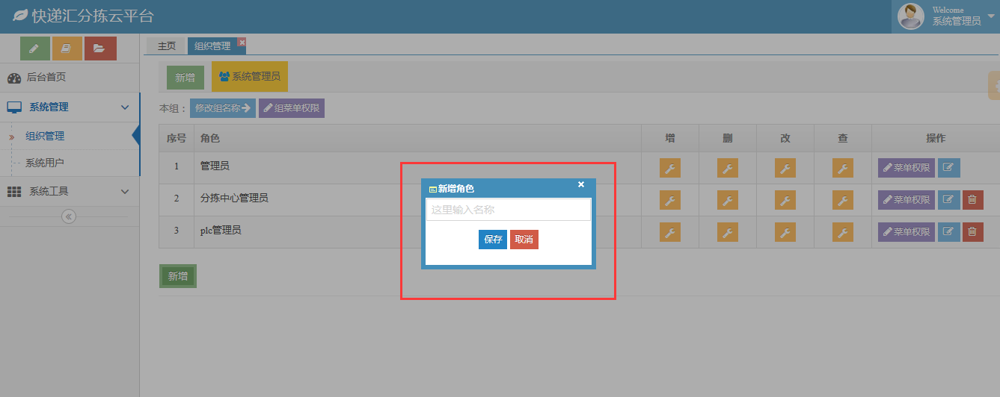 快递汇分拣云平台
Welcome
系统管理员
主页
组织管理
后台首页
系统管理
组织管理
系统用户
系统工具
新增
系统管理员
本组：
修改组名称
组菜单权限
序号 角色 增 删 改 查 操作
1 管理员 菜单权限
2 分拣中心管理员 菜单权限
3 plc管理员 菜单权限
新增
新增角色
这里输入名称
保存 取消